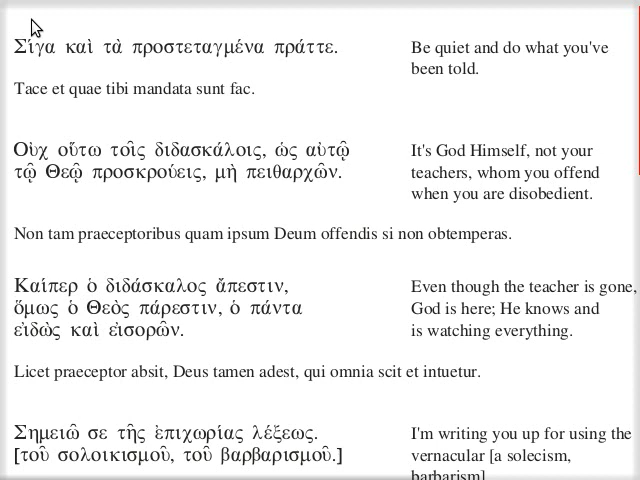 Σίγα καὶ τὰ προστεταγμένα πράττε.
Be quiet and do what you've
been told.
Tace et quae tibi mandata sunt fac.
Οὐχ οὕτω τοῖς διδασκάλοις, ὡς αὐτῷ
τῷ Θεῷ προσκρούεις, μὴ πειθαρχῶν.
It's God Himself, not your
teachers, whom you offend
when you are disobedient.
Non tam praeceptoribus quam ipsum Deum offendis si non obtemperas.
Καίπερ ὁ διδάσκαλος ἄπεστιν,
ὅμως ὁ Θεὸς πάρεστιν, ὁ πάντα
εἰδὼς καὶ εἰσορῶν.
Even though the teacher is gone,
God is here; He knows and
is watching everything.
Licet praeceptor absit, Deus tamen adest, qui omnia scit et intuetur.
Σημειῶ σε τῆς ἐπιχωρίας λέξεως.
[τοῦ σολοικισμοῦ, τοῦ βαρβαρισμοῦ.]
I'm writing you up for using the
vernacular [a solecism,
barbarism]